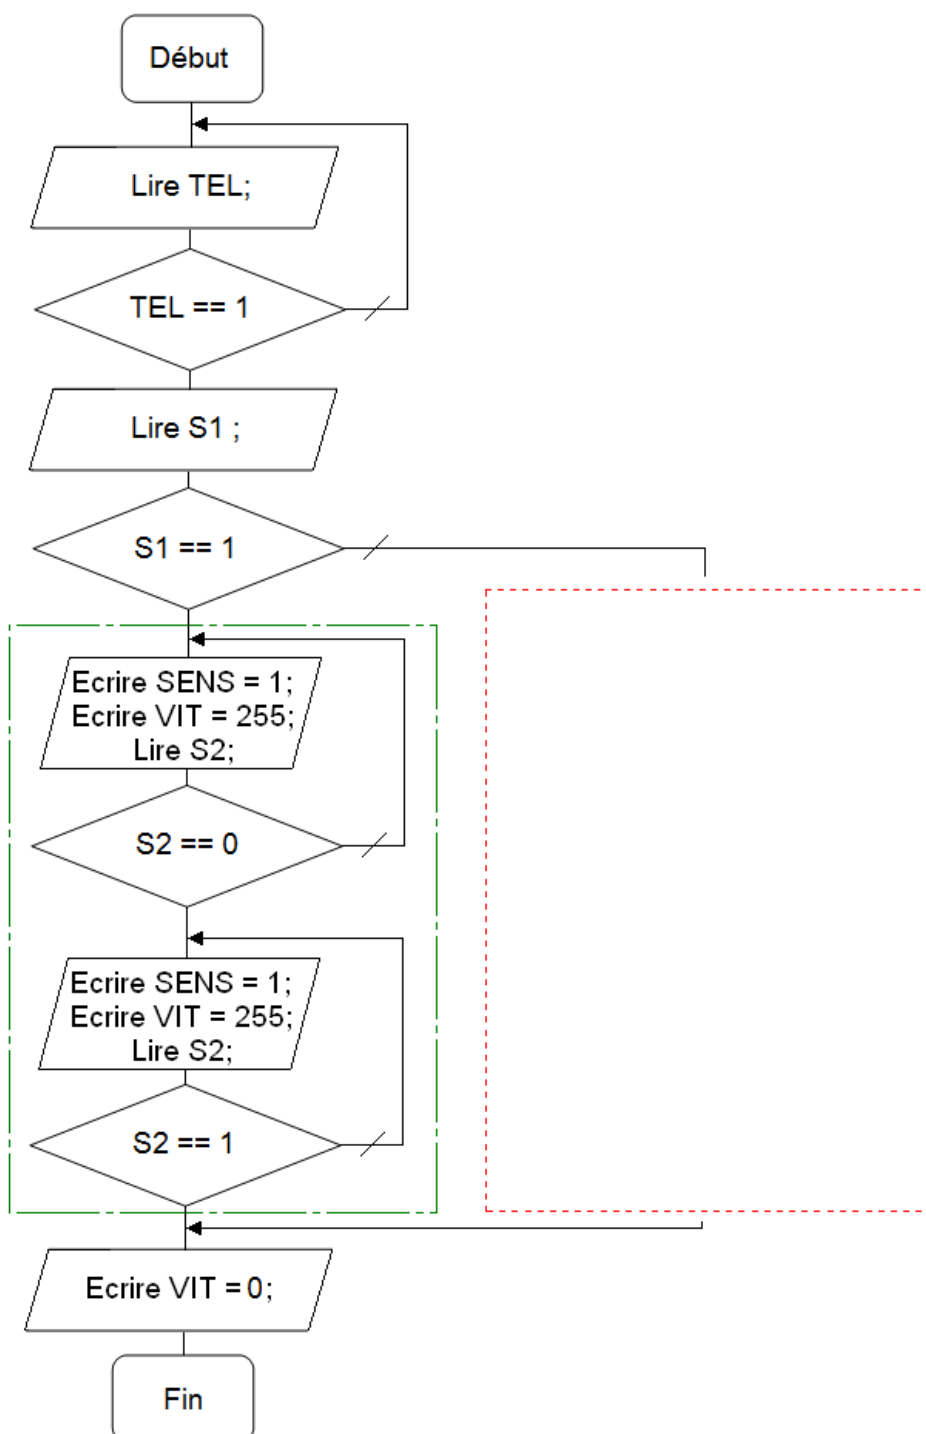 Début
Lire TEL;
TEL == 1
Lire S1 ;
S1 == 1
Ecrire SENS = 1;
Ecrire VIT = 255;
Lire S2;
S2 == 0
Ecrire SENS = 1;
Ecrire VIT = 255;
Lire S2;
S2 == 1
Ecrire VIT = 0;
Fin